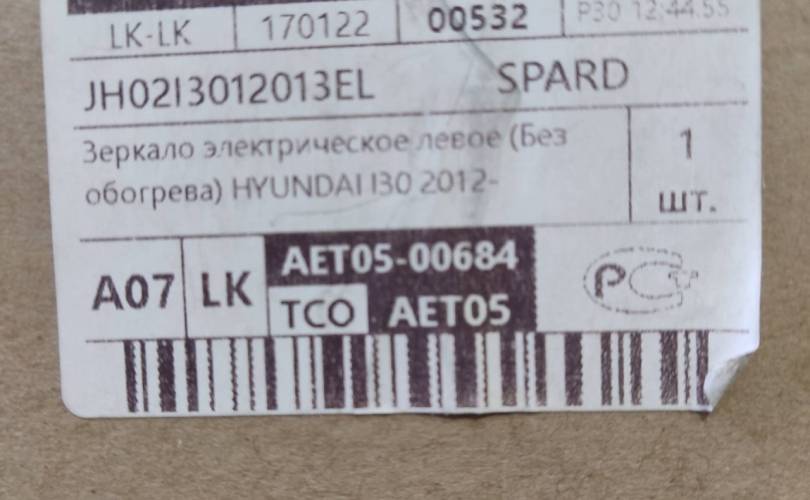 LK-LK 170122 00532 P30 12:44:55
JH02I3012013EL SPARD
Зеркало электрическое левое (Без
обогрева) HYUNDAI I30 2012-
1
шт.
A07 LK AET05-00684
TCO AET05